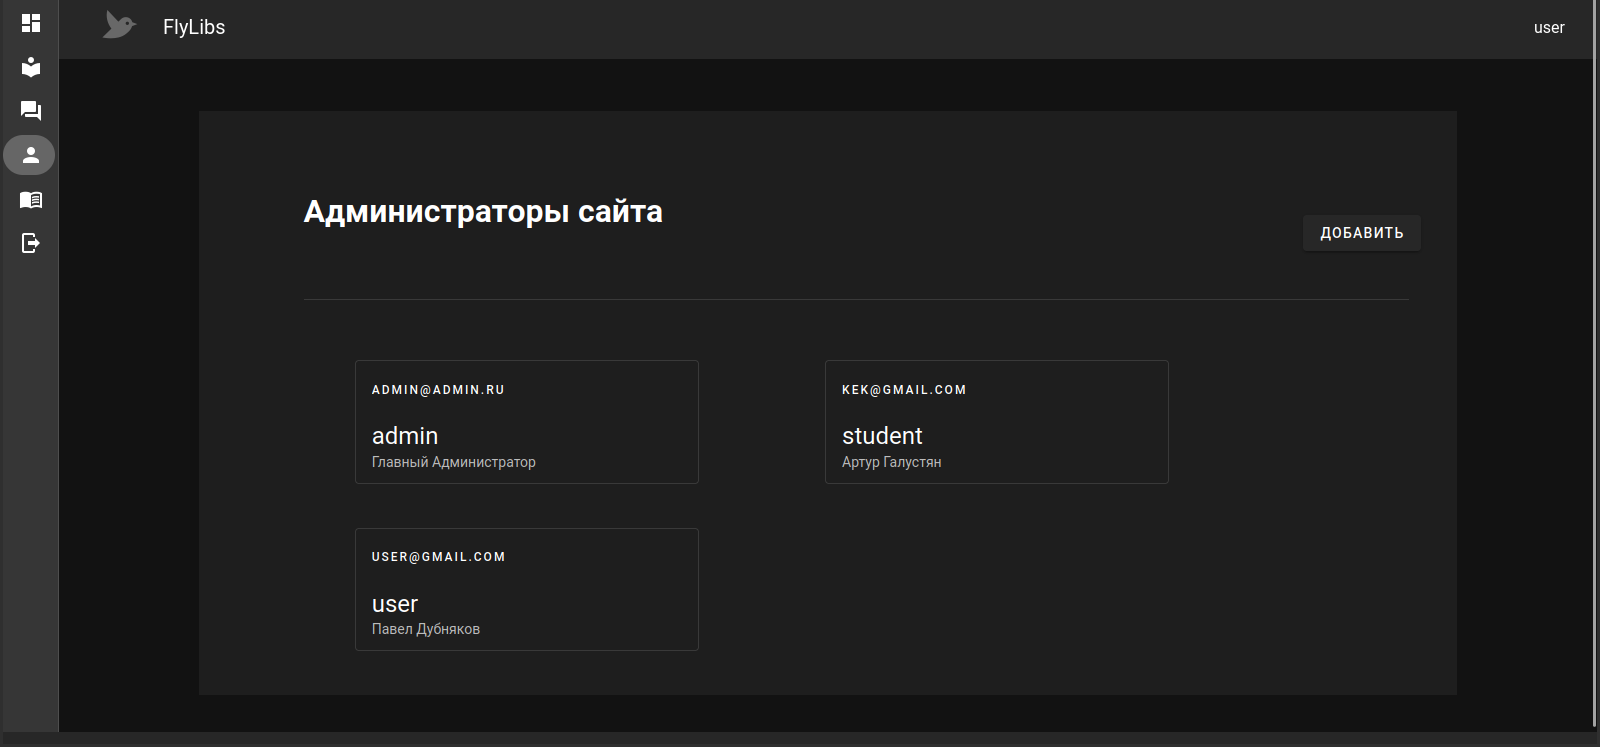 FlyLibs
user
Администраторы сайта
ДОБАВИТЬ
ADMIN@ADMIN.RU
admin
Главный Администратор
KEK@GMAIL.COM
student
Артур Галустян
USER@GMAIL.COM
user
Павел Дубняков